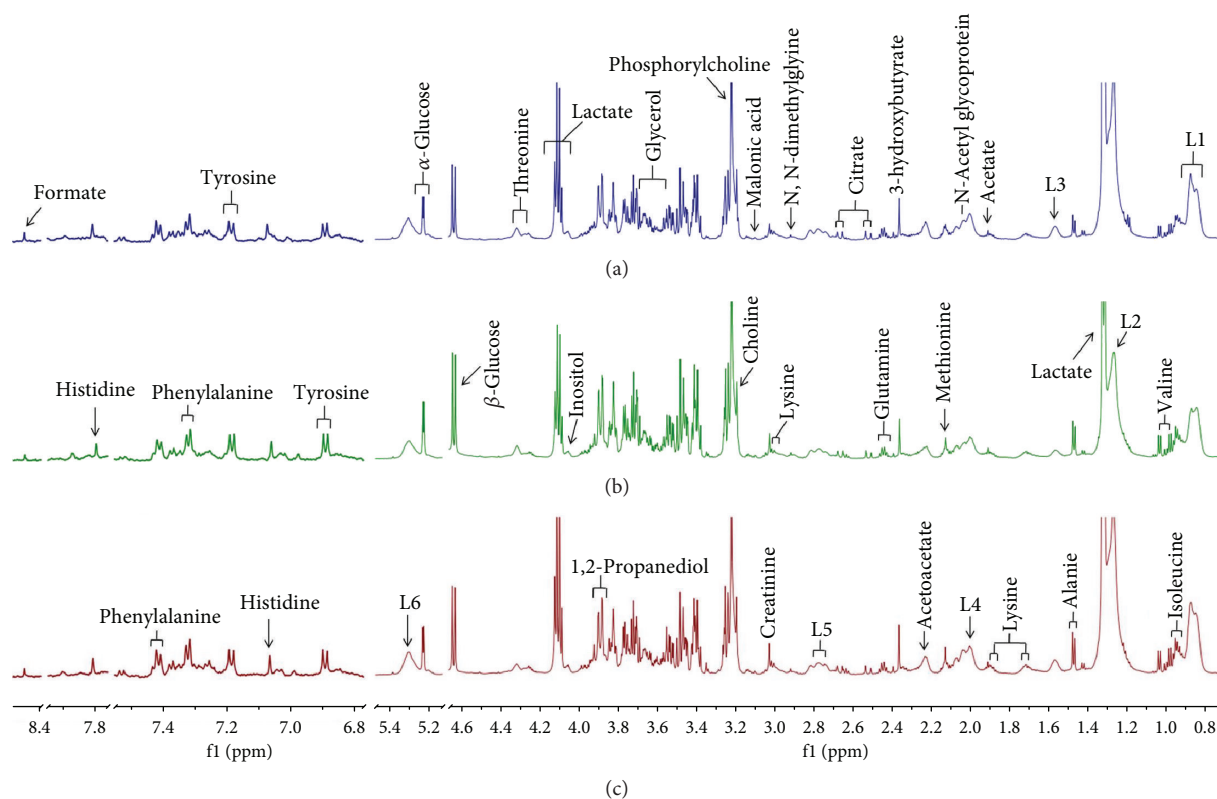 Formate
Tyrosine
α-Glucose
Threonine
Lactate
Glycerol
Phosphorylcholine
Malonic acid
N, N-dimethylglyine
Citrate
3-hydroxybutyrate
N-Acetyl glycoprotein
Acetate
L3
L1
(a)
Histidine
Phenylalanine
Tyrosine
β-Glucose
Inositol
Choline
Lysine
Glutamine
Methionine
Lactate
L2
Valine
(b)
Phenylalanine
Histidine
L6
1,2-Propanediol
Creatinine
L5
Acetoacetate
L4
Lysine
Alanie
Isoleucine
8.4 7.8 7.4 7.2 7.0 6.8 5.4 5.2 4.6 4.4 4.2 4.0 3.8 3.6 3.4 3.2 3.0 2.8 2.6 2.4 2.2 2.0 1.8 1.6 1.4 1.2 1.0 0.8
f1 (ppm) f1 (ppm)
(c)